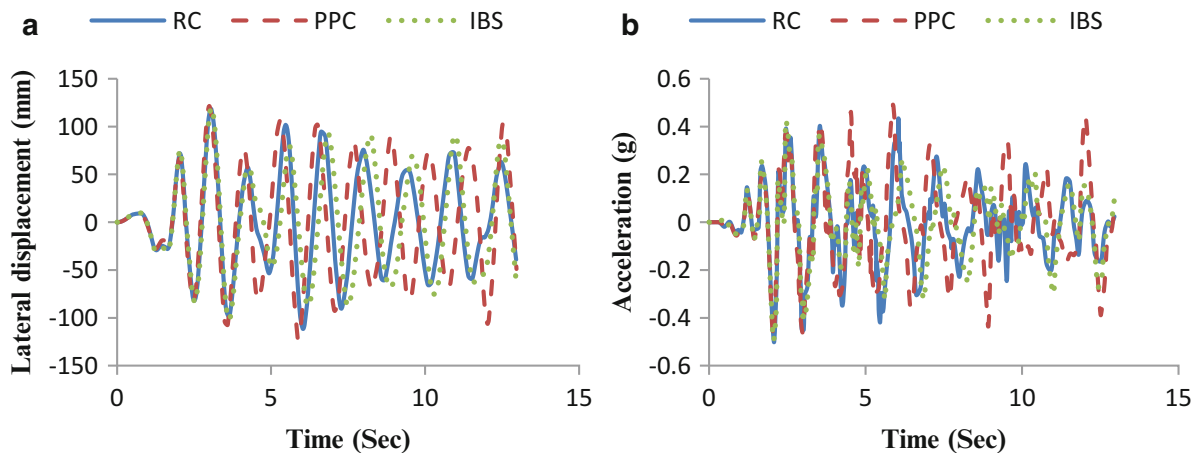 a
RC PPC IBS
Lateral displacement (mm)
150
100
50
0
-50
-100
-150
0 5 10 15
Time (Sec)
b
RC PPC IBS
Acceleration (g)
0.6
0.4
0.2
0
-0.2
-0.4
-0.6
0 5 10 15
Time (Sec)